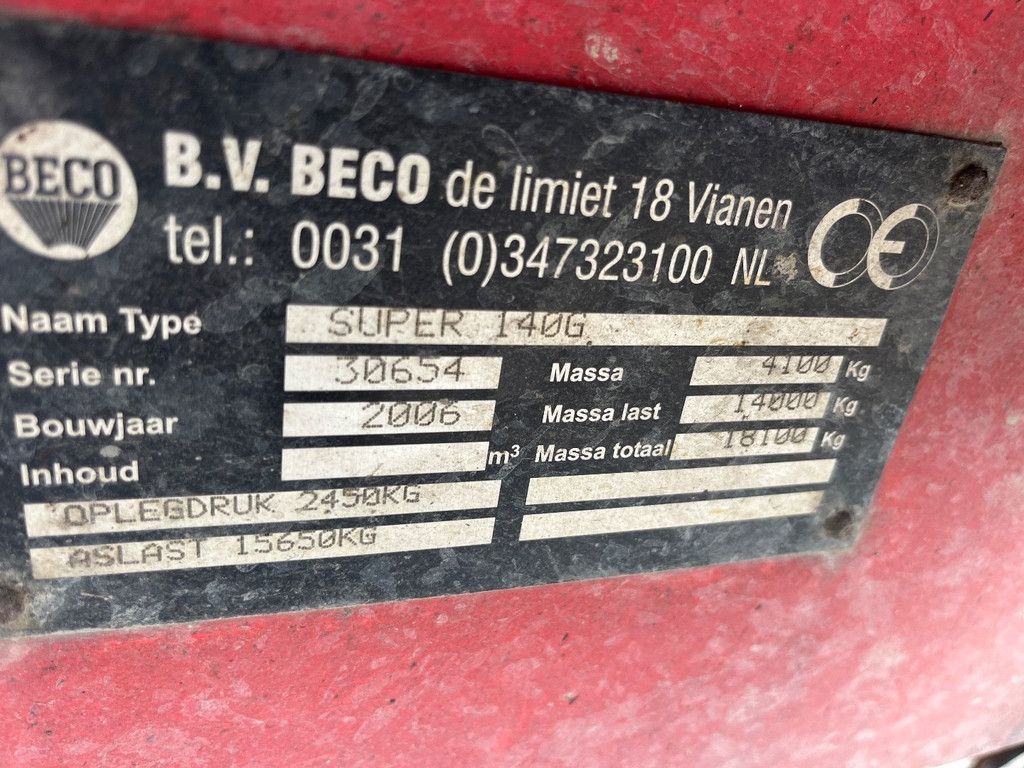 BECO
B.V. BECO de limiet 18 Vianen
tel.: 0031 (0)347323100 NL
CE
Naam Type SUPER 140G
Serie nr. 30654 Massa 4100 Kg
Bouwjaar 2006 Massa last 14000 Kg
Inhoud m³ Massa totaal 18100 Kg
OPLEGDRUK 2450KG
ASLAST 15650KG